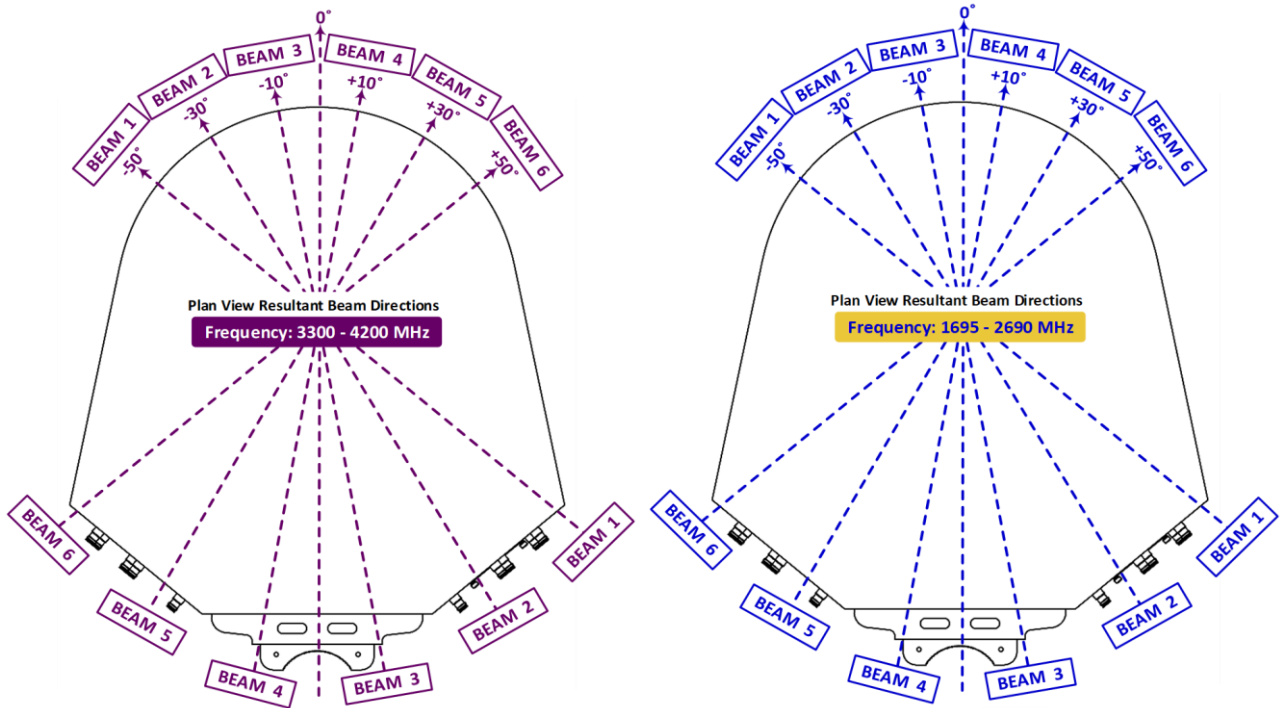 0°
BEAM 3
BEAM 4
BEAM 2
BEAM 5
-10°
+10°
-30°
+30°
BEAM 1
BEAM 6
-50°
+50°
Plan View Resultant Beam Directions
Frequency: 3300 - 4200 MHz
BEAM 6
BEAM 1
BEAM 5
BEAM 2
BEAM 4
BEAM 3
0°
BEAM 3
BEAM 4
BEAM 2
BEAM 5
-10°
+10°
-30°
+30°
BEAM 1
BEAM 6
-50°
+50°
Plan View Resultant Beam Directions
Frequency: 1695 - 2690 MHz
BEAM 6
BEAM 1
BEAM 5
BEAM 2
BEAM 4
BEAM 3